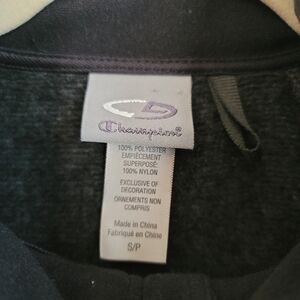 Champion
100% POLYESTER
EMPIÈCEMENT
SUPERPOSÉ:
100% NYLON
EXCLUSIVE OF
DECORATION
ORNEMENTS NON
COMPRIS
Made in China
Fabriqué en Chine
S/P